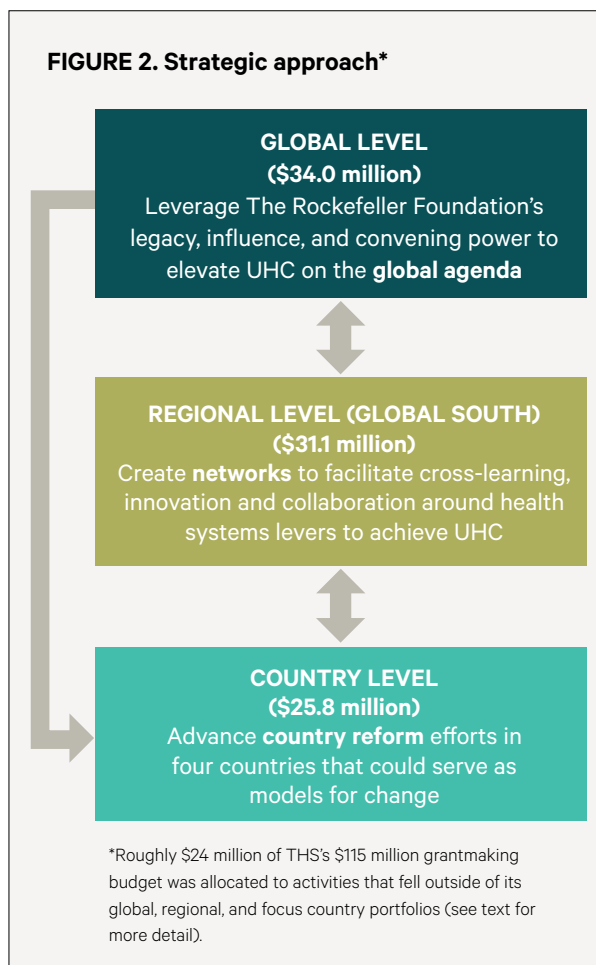 FIGURE 2. Strategic approach*
GLOBAL LEVEL
($34.0 million)
Leverage The Rockefeller Foundation’s
legacy, influence, and convening power to
elevate UHC on the global agenda
REGIONAL LEVEL (GLOBAL SOUTH)
($31.1 million)
Create networks to facilitate cross-learning,
innovation and collaboration around health
systems levers to achieve UHC
COUNTRY LEVEL
($25.8 million)
Advance country reform efforts in
four countries that could serve as
models for change
*Roughly $24 million of THS’s $115 million grantmaking
budget was allocated to activities that fell outside of its
global, regional, and focus country portfolios (see text for
more detail).